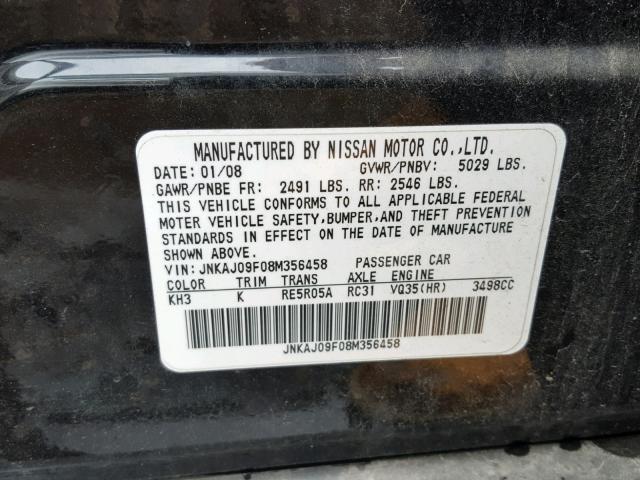 MANUFACTURED BY NISSAN MOTOR CO.,LTD.
DATE: 01/08 GVWR/PNBV: 5029 LBS.
GAWR/PNBE FR: 2491 LBS. RR: 2546 LBS.
THIS VEHICLE CONFORMS TO ALL APPLICABLE FEDERAL
MOTOR VEHICLE SAFETY,BUMPER,AND THEFT PREVENTION
STANDARDS IN EFFECT ON THE DATE OF MANUFACTURE
SHOWN ABOVE.
VIN: JNKAJ09F08M356458 PASSENGER CAR
COLOR TRIM TRANS AXLE ENGINE
KH3 K RE5R05A RC31 VQ35(HR) 3498CC
JNKAJ09F08M356458